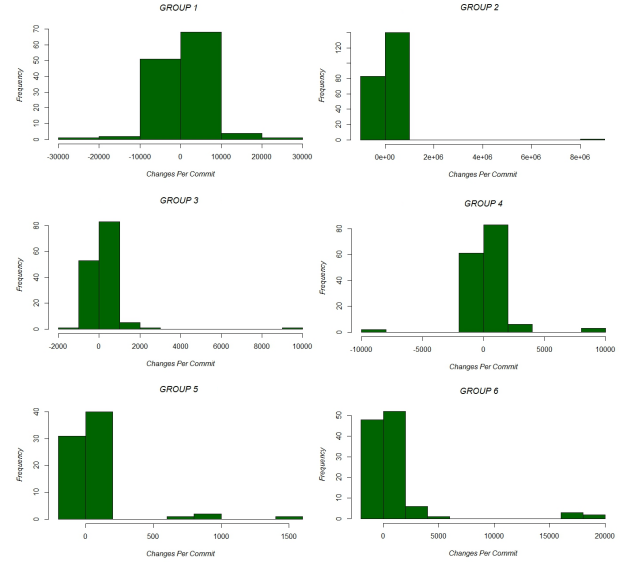 GROUP 1
Frequency
0 10 20 30 40 50 60 70
-30000 -20000 -10000 0 10000 20000 30000
Changes Per Commit
GROUP 2
Frequency
0 20 40 60 80 120
0e+00 2e+06 4e+06 6e+06 8e+06
Changes Per Commit
GROUP 3
Frequency
0 20 40 60 80
-2000 0 2000 4000 6000 8000 10000
Changes Per Commit
GROUP 4
Frequency
0 20 40 60 80
-10000 -5000 0 5000 10000
Changes Per Commit
GROUP 5
Frequency
0 10 20 30 40
0 500 1000 1500
Changes Per Commit
GROUP 6
Frequency
0 10 20 30 40 50
0 5000 10000 15000 20000
Changes Per Commit